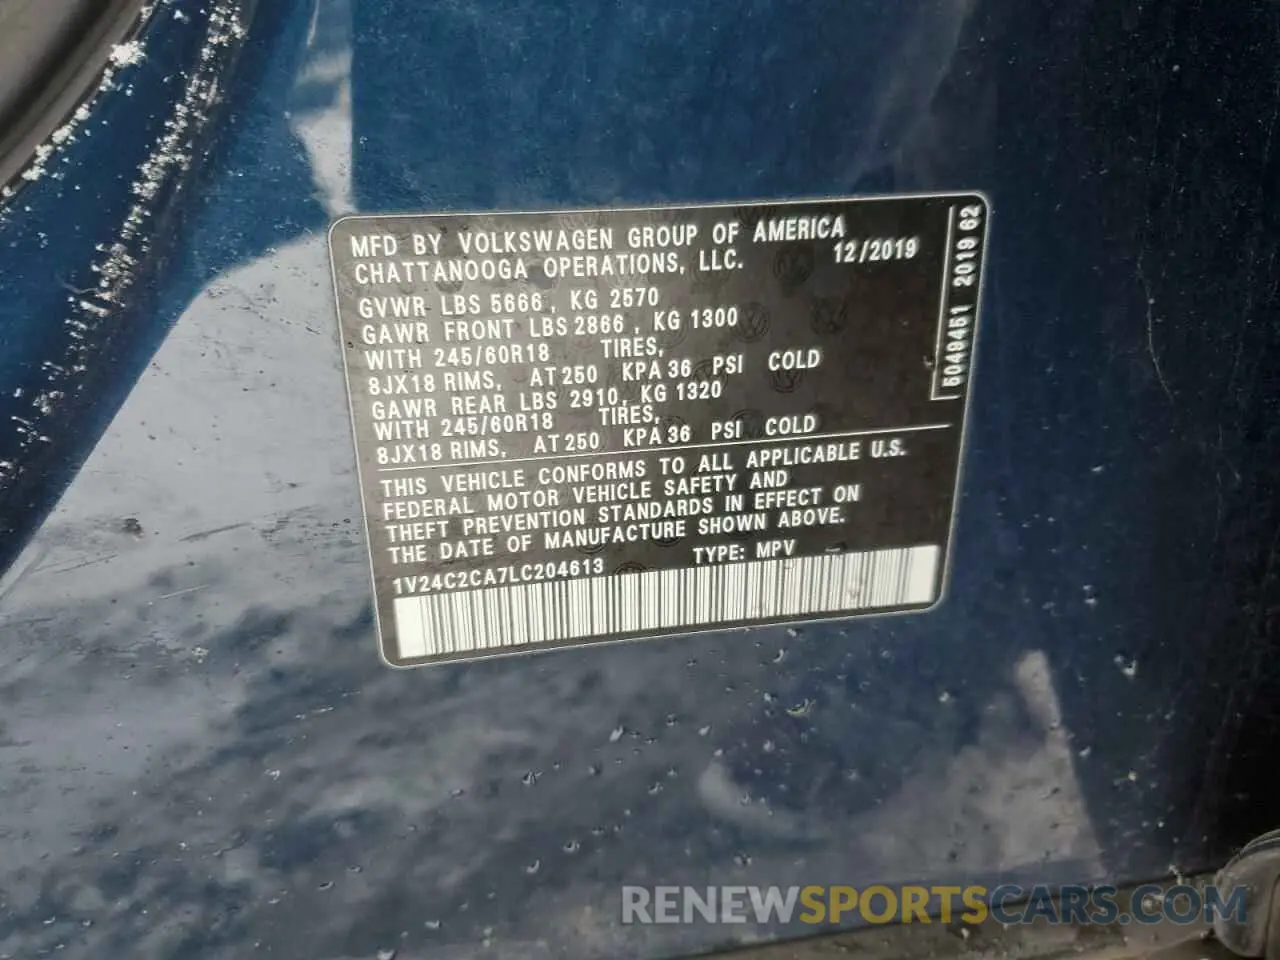 MFD BY VOLKSWAGEN GROUP OF AMERICA
CHATTANOOGA OPERATIONS, LLC. 12/2019
GVWR LBS 5666, KG 2570
GAWR FRONT LBS 2866, KG 1300
WITH 245/60R18 TIRES,
8JX18 RIMS, AT 250 KPA 36 PSI COLD
GAWR REAR LBS 2910, KG 1320
WITH 245/60R18 TIRES,
8JX18 RIMS, AT 250 KPA 36 PSI COLD
THIS VEHICLE CONFORMS TO ALL APPLICABLE U.S.
FEDERAL MOTOR VEHICLE SAFETY AND
THEFT PREVENTION STANDARDS IN EFFECT ON
THE DATE OF MANUFACTURE SHOWN ABOVE.
1V24C2CA7LC204613 TYPE: MPV
5049451 2019 62
RENEWSPORTSCARS.COM